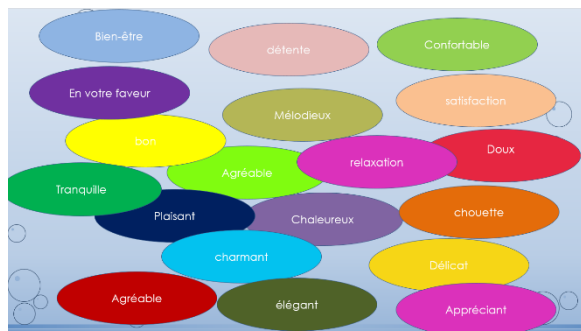 Bien-être
détente
Confortable
En votre faveur
Mélodieux
satisfaction
bon
Agréable
relaxation
Doux
Tranquille
Plaisant
Chaleureux
chouette
charmant
Délicat
Agréable
élégant
Appréciant